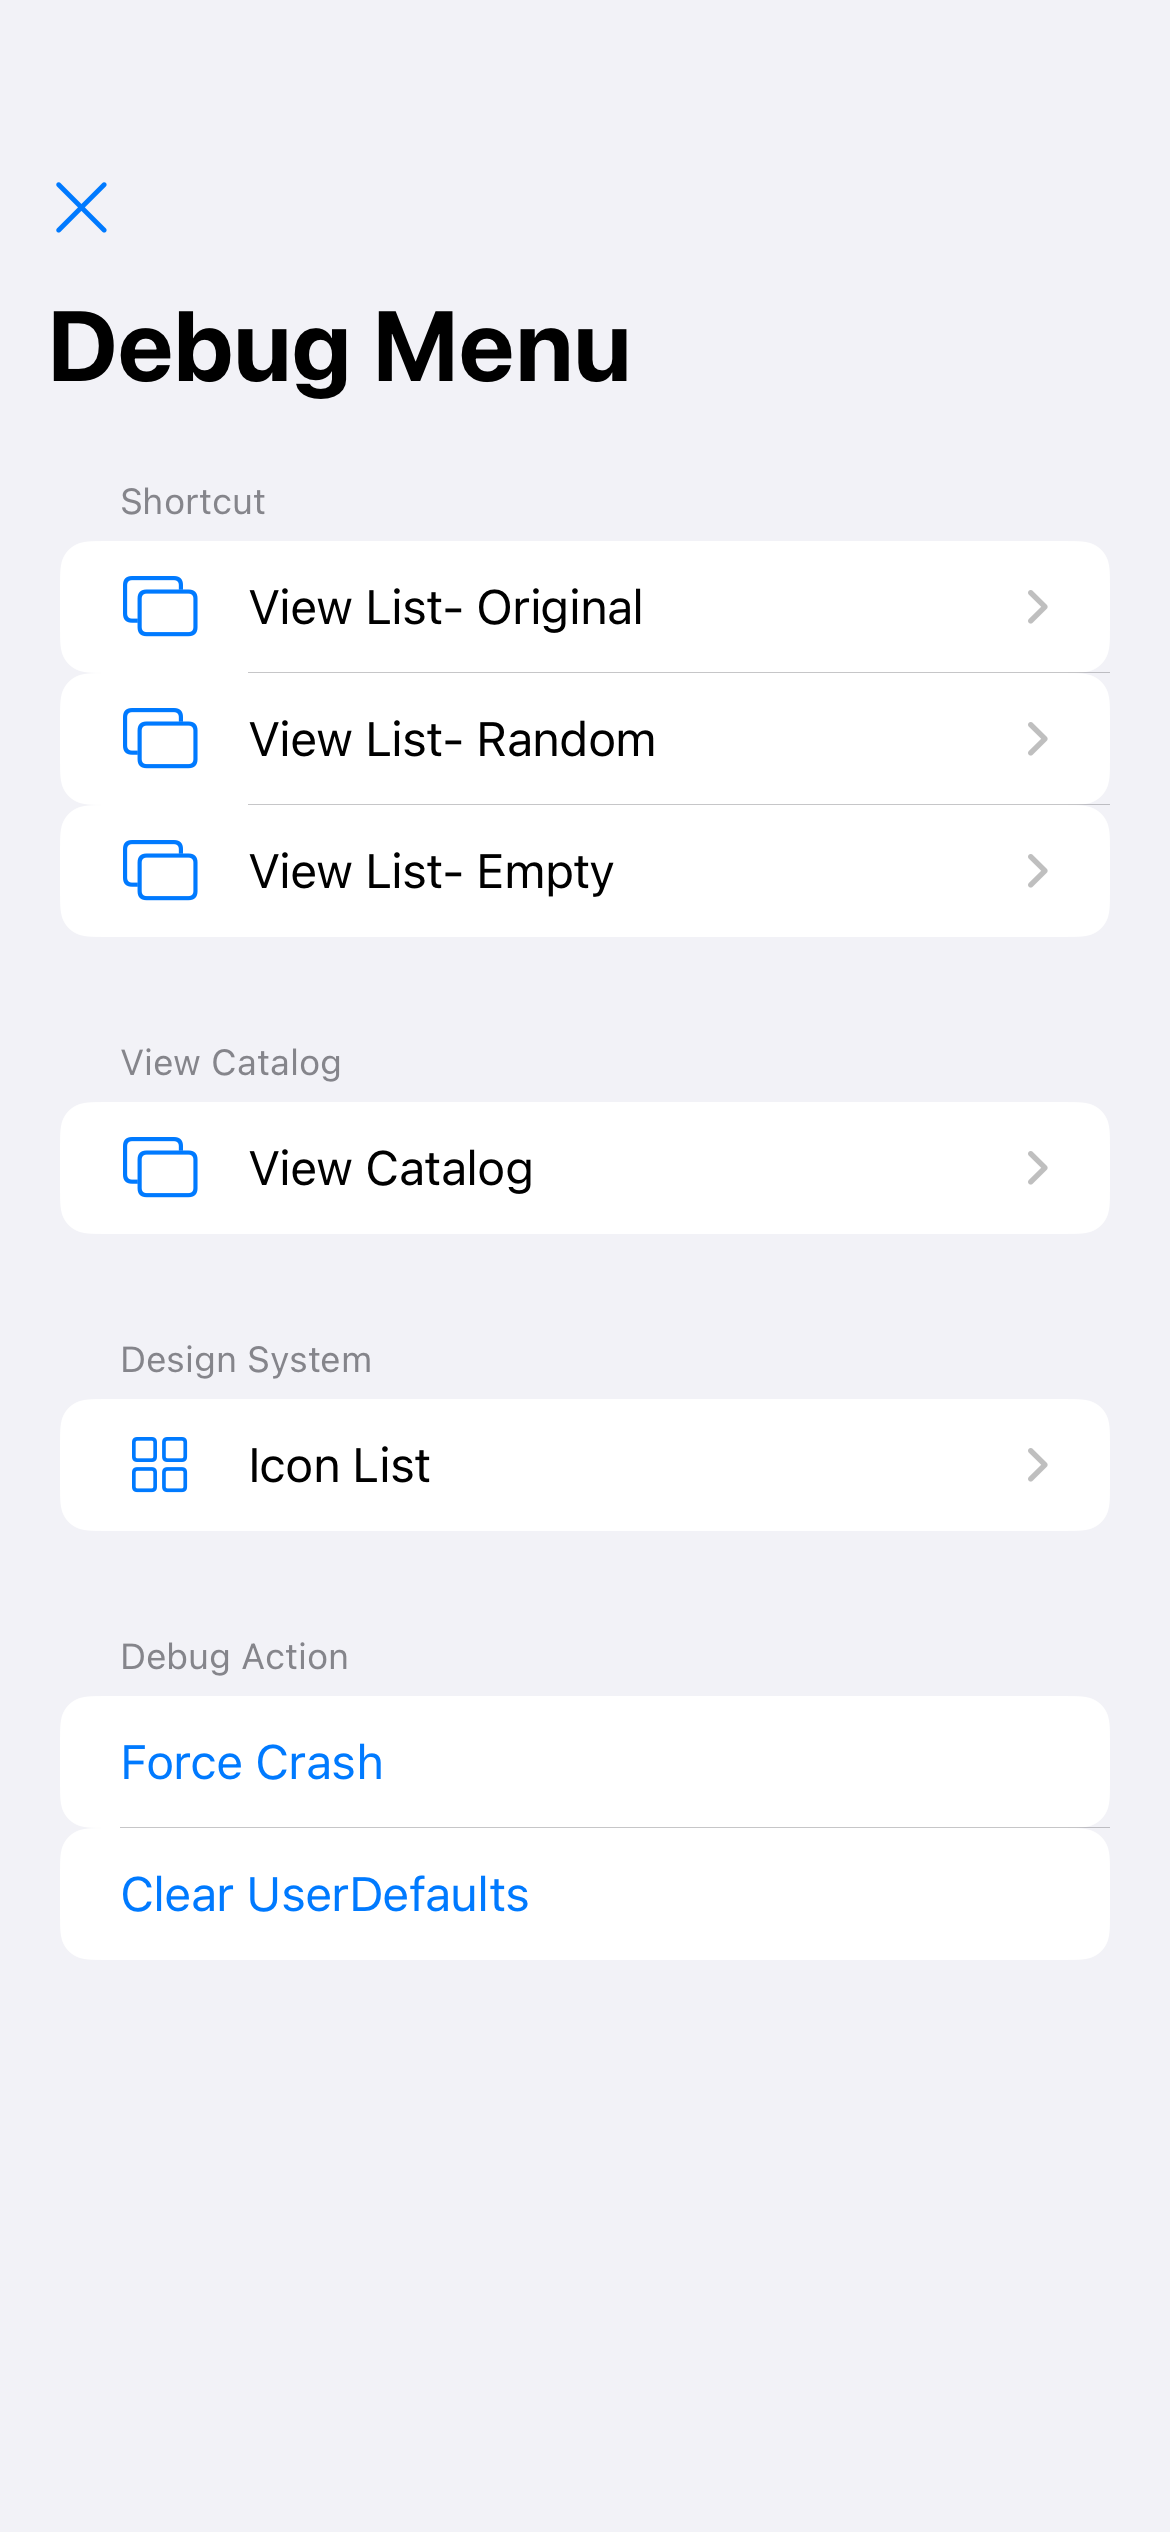 Debug Menu
Shortcut
View List- Original
View List- Random
View List- Empty
View Catalog
View Catalog
Design System
Icon List
Debug Action
Force Crash
Clear UserDefaults